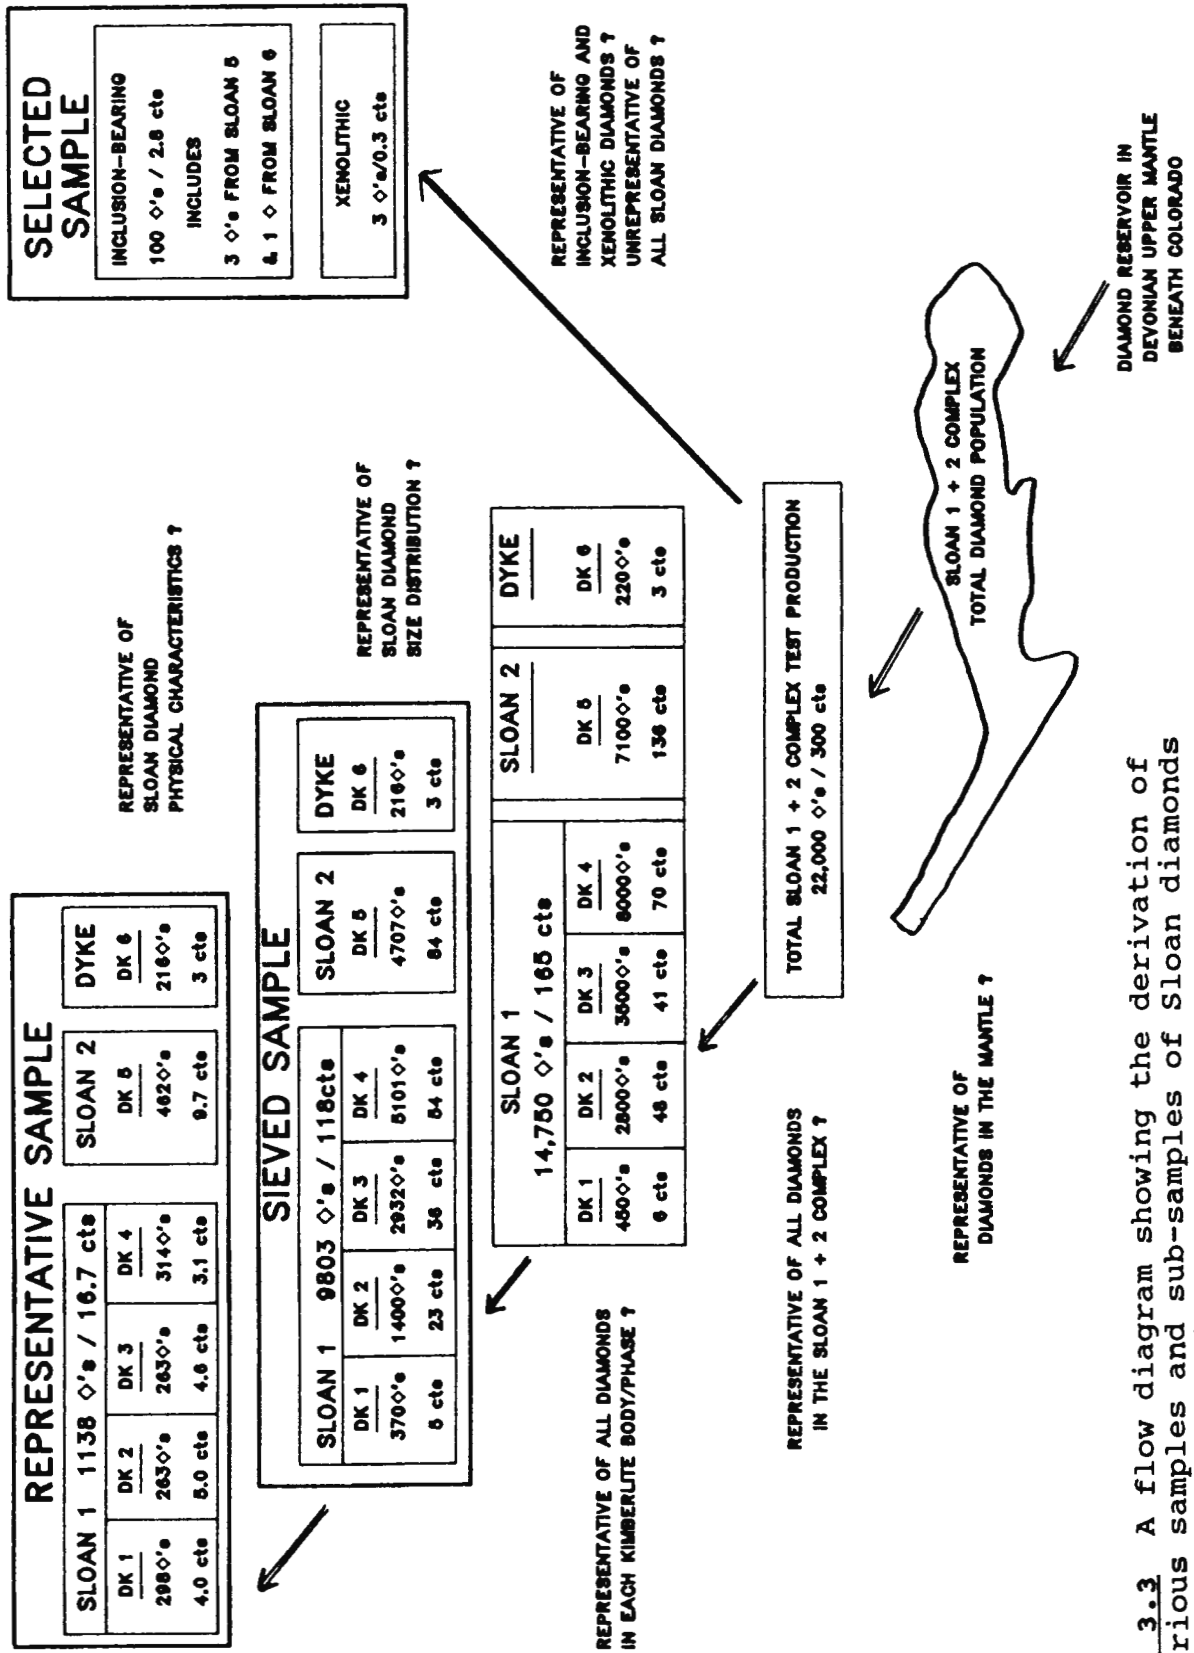 REPRESENTATIVE SAMPLE
SLOAN 1 1138 ◇'s / 16.7 cts
DK 1
298◇'s
4.0 cts
DK 2
263◇'s
5.0 cts
DK 3
263◇'s
4.6 cts
DK 4
314◇'s
3.1 cts
SLOAN 2
DK 5
462◇'s
9.7 cts
DYKE
DK 6
216◇'s
3 cts
REPRESENTATIVE OF
SLOAN DIAMOND
PHYSICAL CHARACTERISTICS ?
SELECTED
SAMPLE
INCLUSION-BEARING
100 ◇'s / 2.8 cts
INCLUDES
3 ◇'s FROM SLOAN 5
& 1 ◇ FROM SLOAN 6
XENOLITHIC
3 ◇'s/0.3 cts
SIEVED SAMPLE
SLOAN 1 9803 ◇'s / 118cts
DK 1
370◇'s
5 cts
DK 2
1400◇'s
23 cts
DK 3
2932◇'s
36 cts
DK 4
5101◇'s
54 cts
SLOAN 2
DK 5
4707◇'s
84 cts
DYKE
DK 6
216◇'s
3 cts
REPRESENTATIVE OF
SLOAN DIAMOND
SIZE DISTRIBUTION ?
SLOAN 1
14,750 ◇'s / 165 cts
DK 1
450◇'s
6 cts
DK 2
2800◇'s
48 cts
DK 3
3500◇'s
41 cts
DK 4
8000◇'s
70 cts
SLOAN 2
DK 5
7100◇'s
136 cts
DYKE
DK 6
220◇'s
3 cts
REPRESENTATIVE OF
INCLUSION-BEARING AND
XENOLITHIC DIAMONDS ?
UNREPRESENTATIVE OF
ALL SLOAN DIAMONDS ?
REPRESENTATIVE OF ALL DIAMONDS
IN EACH KIMBERLITE BODY/PHASE ?
TOTAL SLOAN 1 + 2 COMPLEX TEST PRODUCTION
22,000 ◇'s / 300 cts
REPRESENTATIVE OF ALL DIAMONDS
IN THE SLOAN 1 + 2 COMPLEX ?
SLOAN 1 + 2 COMPLEX
TOTAL DIAMOND POPULATION
REPRESENTATIVE OF
DIAMONDS IN THE MANTLE ?
DIAMOND RESERVOIR IN
DEVONIAN UPPER MANTLE
BENEATH COLORADO
3.3 A flow diagram showing the derivation of
rious samples and sub-samples of Sloan diamonds